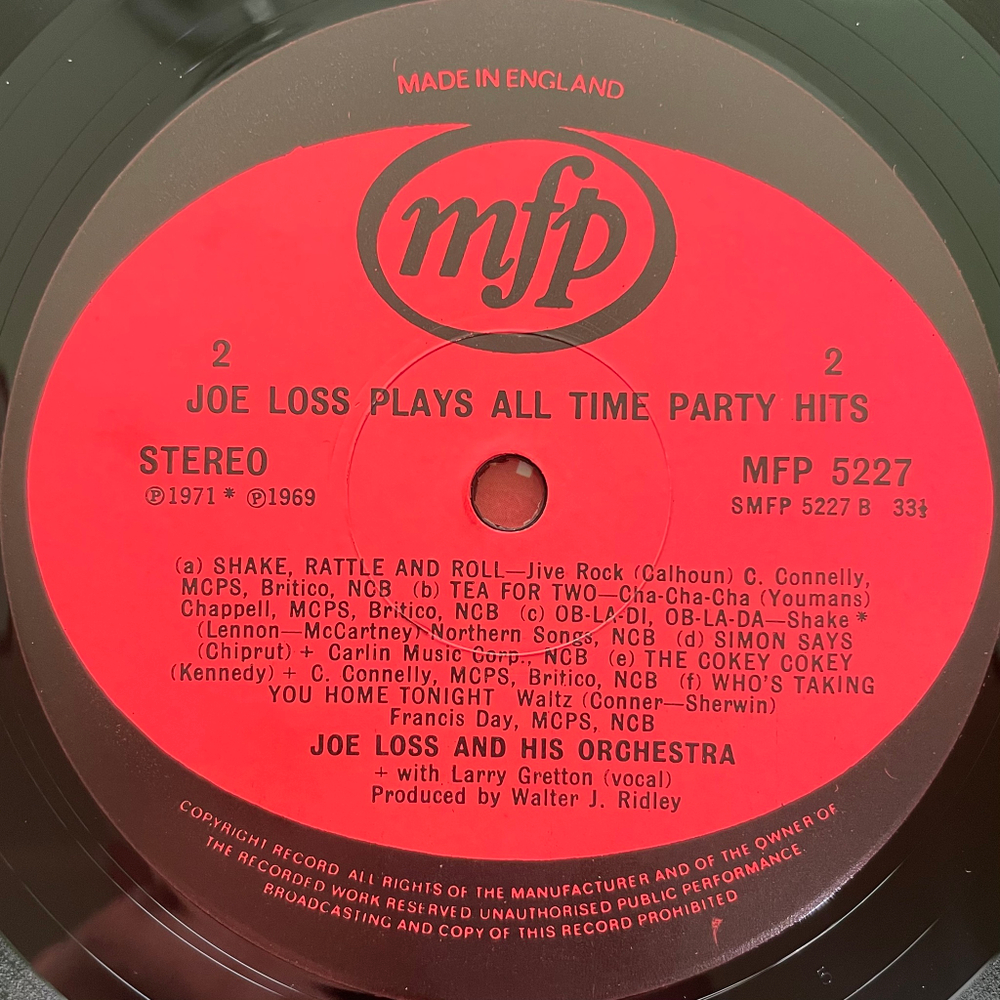 MADE IN ENGLAND
mfp
2 2
JOE LOSS PLAYS ALL TIME PARTY HITS
STEREO MFP 5227
℗1971 * ℗1969 SMFP 5227 B 33⅓
(a) SHAKE, RATTLE AND ROLL—Jive Rock (Calhoun) C. Connelly,
MCPS, Britico, NCB (b) TEA FOR TWO—Cha-Cha-Cha (Youmans)
Chappell, MCPS, Britico, NCB (c) OB-LA-DI, OB-LA-DA—Shake *
(Lennon—McCartney) Northern Songs, NCB (d) SIMON SAYS
(Chiprut) + Carlin Music Corp., NCB (e) THE COKEY COKEY
(Kennedy) + C. Connelly, MCPS, Britico, NCB (f) WHO'S TAKING
YOU HOME TONIGHT Waltz (Conner—Sherwin)
Francis Day, MCPS, NCB
JOE LOSS AND HIS ORCHESTRA
+ with Larry Gretton (vocal)
Produced by Walter J. Ridley
COPYRIGHT RECORD ALL RIGHTS OF THE MANUFACTURER AND OF THE OWNER OF
THE RECORDED WORK RESERVED UNAUTHORISED PUBLIC PERFORMANCE
BROADCASTING AND COPY OF THIS RECORD PROHIBITED